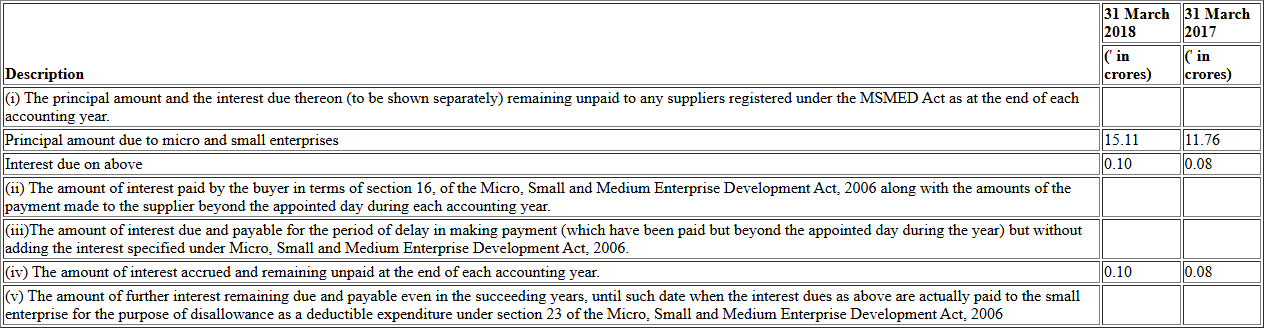 Description
31 March 2018
31 March 2017
(' in crores)
(' in crores)
(i) The principal amount and the interest due thereon (to be shown separately) remaining unpaid to any suppliers registered under the MSMED Act as at the end of each
accounting year.
Principal amount due to micro and small enterprises 15.11 11.76
Interest due on above 0.10 0.08
(ii) The amount of interest paid by the buyer in terms of section 16, of the Micro, Small and Medium Enterprise Development Act, 2006 along with the amounts of the
payment made to the supplier beyond the appointed day during each accounting year.
(iii)The amount of interest due and payable for the period of delay in making payment (which have been paid but beyond the appointed day during the year) but without
adding the interest specified under Micro, Small and Medium Enterprise Development Act, 2006.
(iv) The amount of interest accrued and remaining unpaid at the end of each accounting year. 0.10 0.08
(v) The amount of further interest remaining due and payable even in the succeeding years, until such date when the interest dues as above are actually paid to the small
enterprise for the purpose of disallowance as a deductible expenditure under section 23 of the Micro, Small and Medium Enterprise Development Act, 2006